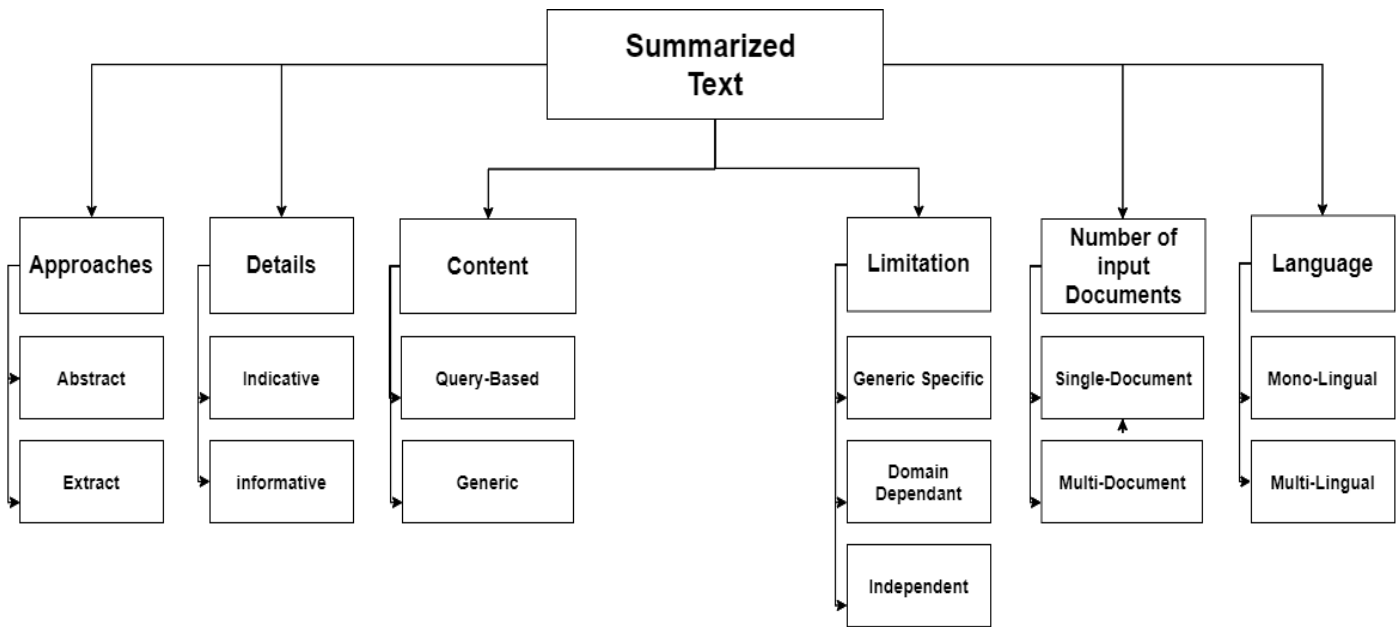 Summarized
Text
Approaches
Details
Content
Limitation
Number of
input
Documents
Language
Abstract
Indicative
Query-Based
Generic Specific
Single-Document
Mono-Lingual
Extract
informative
Generic
Domain
Dependant
Multi-Document
Multi-Lingual
Independent